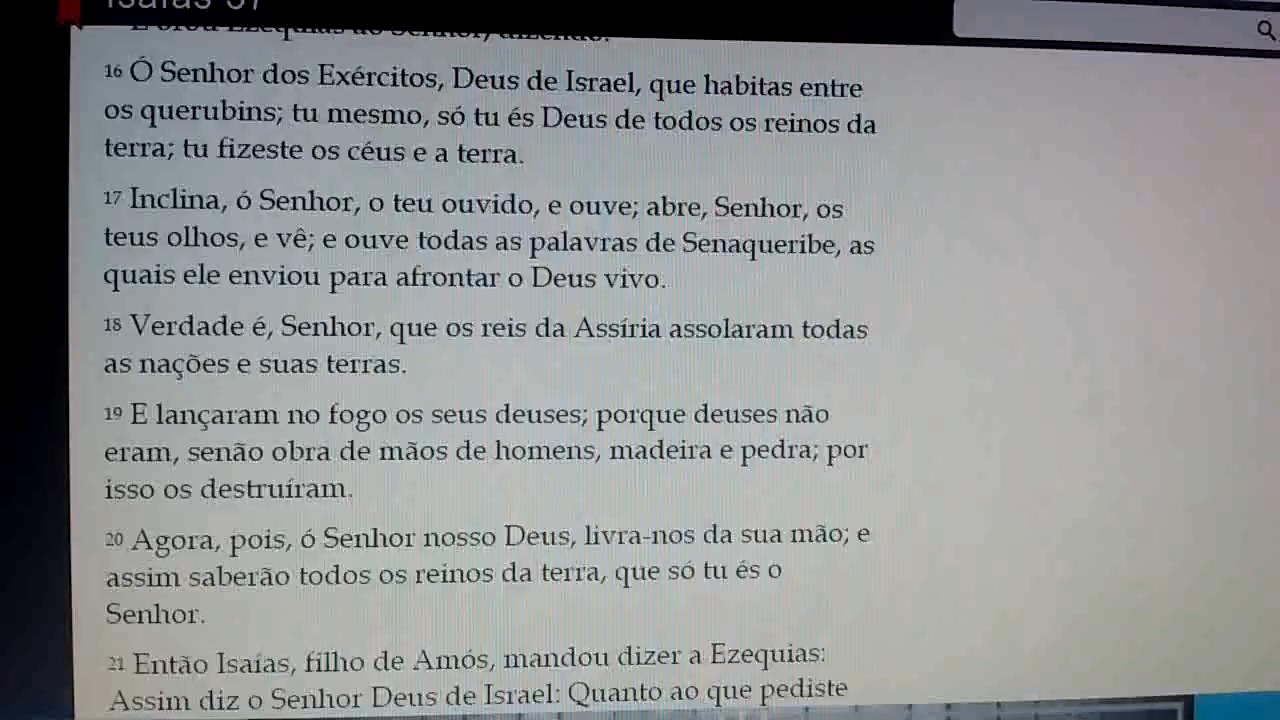 Isaías 37
E orou Ezequias ao Senhor, dizendo:
16 Ó Senhor dos Exércitos, Deus de Israel, que habitas entre
os querubins; tu mesmo, só tu és Deus de todos os reinos da
terra; tu fizeste os céus e a terra.
17 Inclina, ó Senhor, o teu ouvido, e ouve; abre, Senhor, os
teus olhos, e vê; e ouve todas as palavras de Senaqueribe, as
quais ele enviou para afrontar o Deus vivo.
18 Verdade é, Senhor, que os reis da Assíria assolaram todas
as nações e suas terras.
19 E lançaram no fogo os seus deuses; porque deuses não
eram, senão obra de mãos de homens, madeira e pedra; por
isso os destruíram.
20 Agora, pois, ó Senhor nosso Deus, livra-nos da sua mão; e
assim saberão todos os reinos da terra, que só tu és o
Senhor.
21 Então Isaías, filho de Amós, mandou dizer a Ezequias:
Assim diz o Senhor Deus de Israel: Quanto ao que pediste